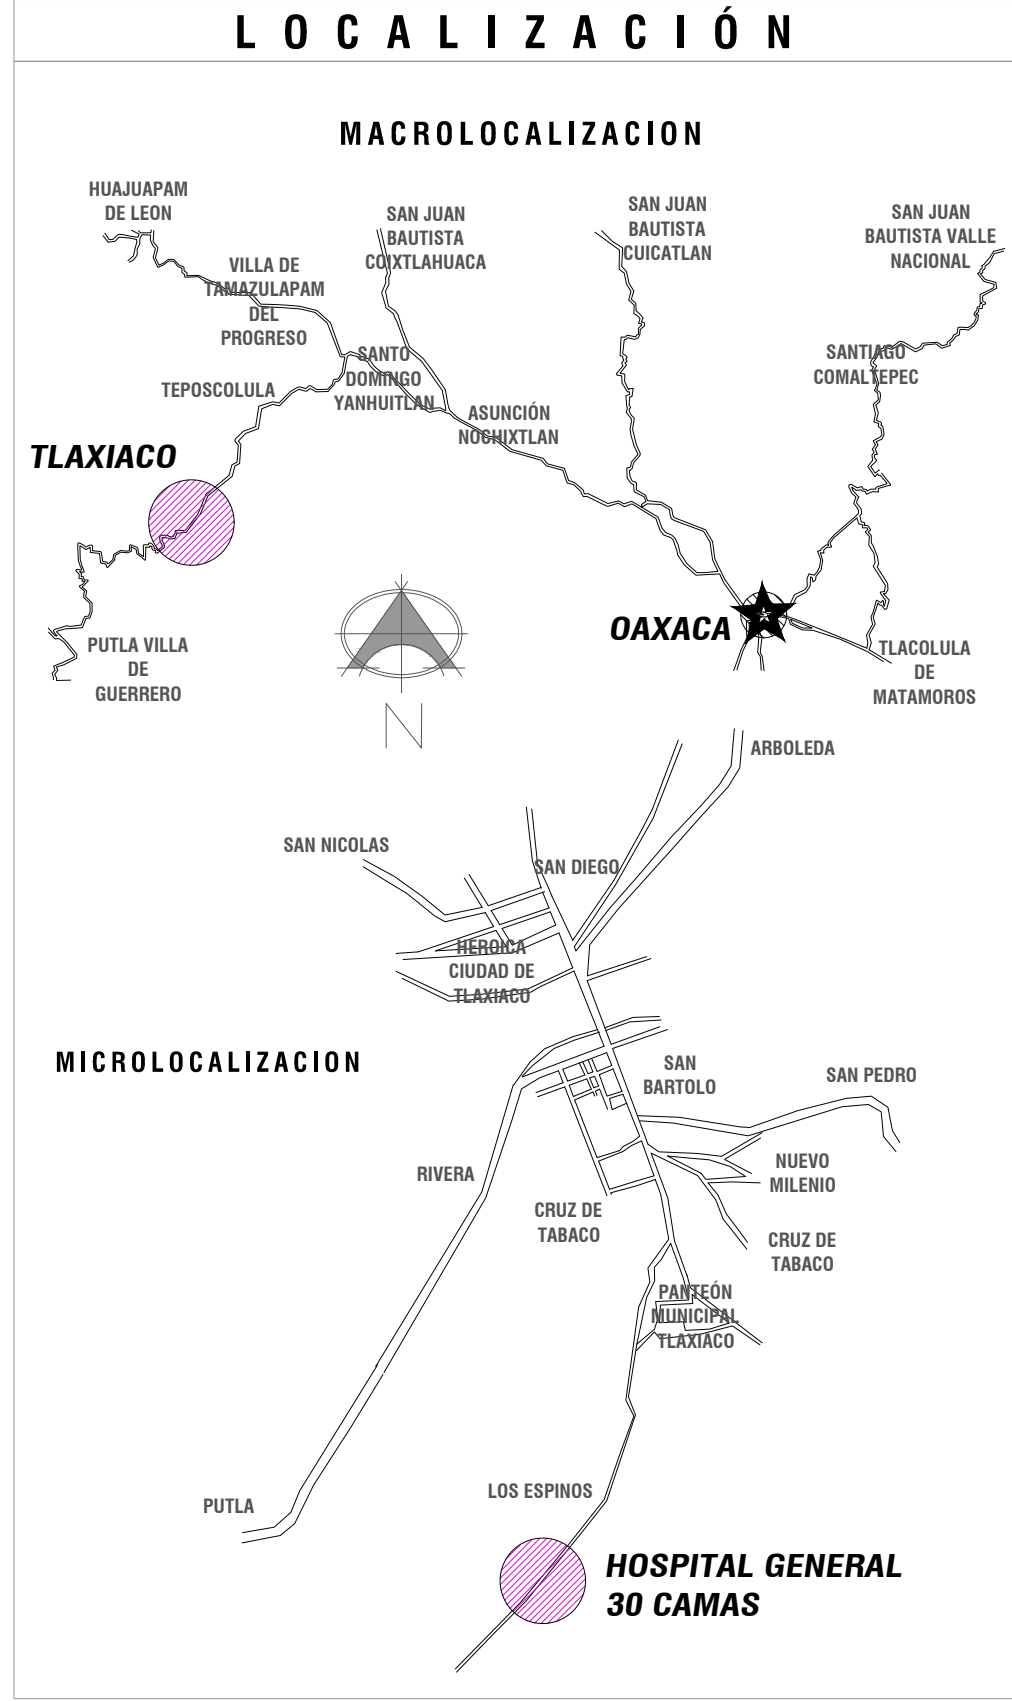 LOCALIZACIÓN
MACROLOCALIZACION
HUAJUAPAM
DE LEON
SAN JUAN
BAUTISTA
COIXTLAHUACA
SAN JUAN
BAUTISTA
CUICATLAN
SAN JUAN
BAUTISTA VALLE
NACIONAL
VILLA DE
TAMAZULAPAM
DEL
PROGRESO
SANTO
DOMINGO
YANHUITLAN
SANTIAGO
COMALTEPEC
TEPOSCOLULA
ASUNCIÓN
NOCHIXTLAN
TLAXIACO
OAXACA
PUTLA VILLA
DE
GUERRERO
TLACOLULA
DE
MATAMOROS
N
ARBOLEDA
SAN NICOLAS
SAN DIEGO
HEROICA
CIUDAD DE
TLAXIACO
MICROLOCALIZACION
SAN
BARTOLO
SAN PEDRO
RIVERA
NUEVO
MILENIO
CRUZ DE
TABACO
CRUZ DE
TABACO
PANTEÓN
MUNICIPAL
TLAXIACO
LOS ESPINOS
PUTLA
HOSPITAL GENERAL
30 CAMAS